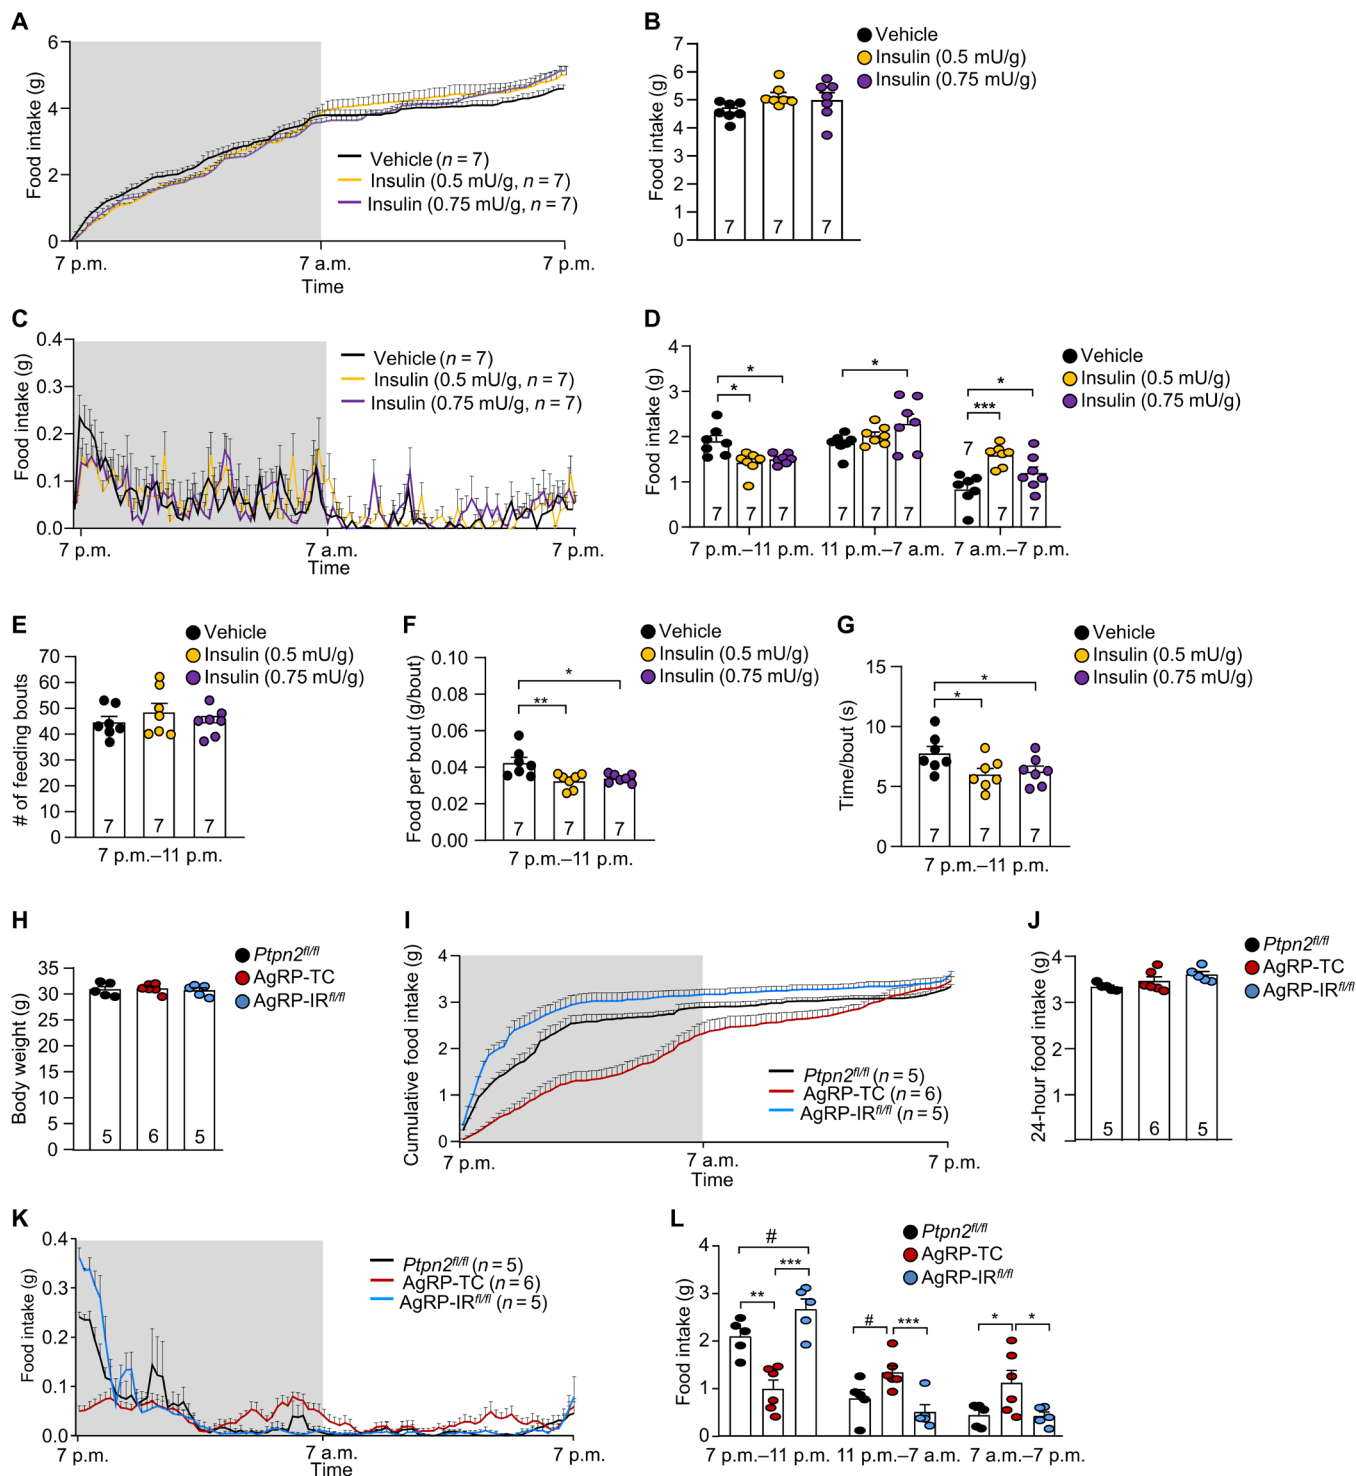 A
Food intake (g)
6
4
2
0
7 p.m.
7 a.m.
7 p.m.
Time
Vehicle (n = 7)
Insulin (0.5 mU/g, n = 7)
Insulin (0.75 mU/g, n = 7)
B
Food intake (g)
7
6
5
4
3
2
1
0
7
7
7
Vehicle
Insulin (0.5 mU/g)
Insulin (0.75 mU/g)
C
Food intake (g)
0.4
0.3
0.2
0.1
0.0
7 p.m.
7 a.m.
7 p.m.
Time
Vehicle (n = 7)
Insulin (0.5 mU/g, n = 7)
Insulin (0.75 mU/g, n = 7)
D
Food intake (g)
4
3
2
1
0
*
*
*
*
***
7
7
7
7
7
7
7
7
7
7 p.m.–11 p.m.
11 p.m.–7 a.m.
7 a.m.–7 p.m.
Vehicle
Insulin (0.5 mU/g)
Insulin (0.75 mU/g)
E
# of feeding bouts
70
60
50
40
30
20
10
0
7
7
7
7 p.m.–11 p.m.
Vehicle
Insulin (0.5 mU/g)
Insulin (0.75 mU/g)
F
Food per bout (g/bout)
0.10
0.08
0.06
0.04
0.02
0.00
*
**
7
7
7
7 p.m.–11 p.m.
Vehicle
Insulin (0.5 mU/g)
Insulin (0.75 mU/g)
G
Time/bout (s)
15
10
5
0
*
*
7
7
7
7 p.m.–11 p.m.
Vehicle
Insulin (0.5 mU/g)
Insulin (0.75 mU/g)
H
Body weight (g)
35
30
25
20
15
10
5
0
5
6
5
Ptpn2fl/fl
AgRP-TC
AgRP-IRfl/fl
I
Cumulative food intake (g)
4
3
2
1
0
7 p.m.
7 a.m.
7 p.m.
Time
Ptpn2fl/fl (n = 5)
AgRP-TC (n = 6)
AgRP-IRfl/fl (n = 5)
J
24-hour food intake (g)
4
3
2
1
5
6
5
Ptpn2fl/fl
AgRP-TC
AgRP-IRfl/fl
K
Food intake (g)
0.4
0.3
0.2
0.1
0.0
7 p.m.
7 a.m.
7 p.m.
Time
Ptpn2fl/fl (n = 5)
AgRP-TC (n = 6)
AgRP-IRfl/fl (n = 5)
L
Food intake (g)
4
3
2
1
0
#
***
**
#
***
*
*
7 p.m.–11 p.m.
11 p.m.–7 a.m.
7 a.m.–7 p.m.
Ptpn2fl/fl
AgRP-TC
AgRP-IRfl/fl